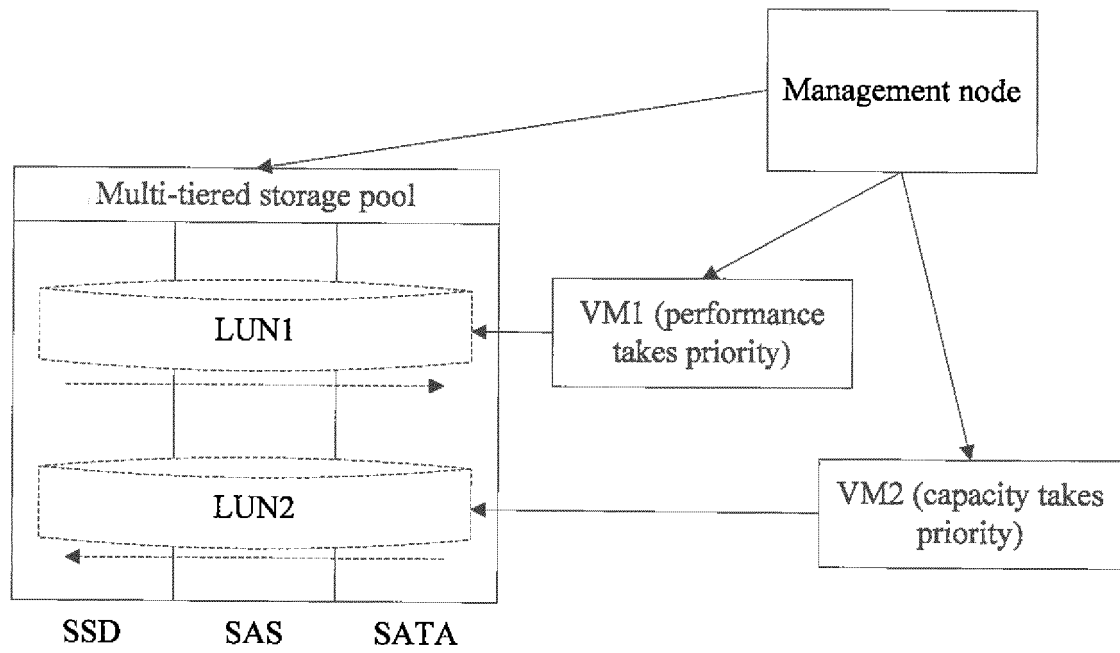 Management node
Multi-tiered storage pool
LUN1
VM1 (performance
takes priority)
LUN2
VM2 (capacity takes
priority)
SSD
SAS
SATA